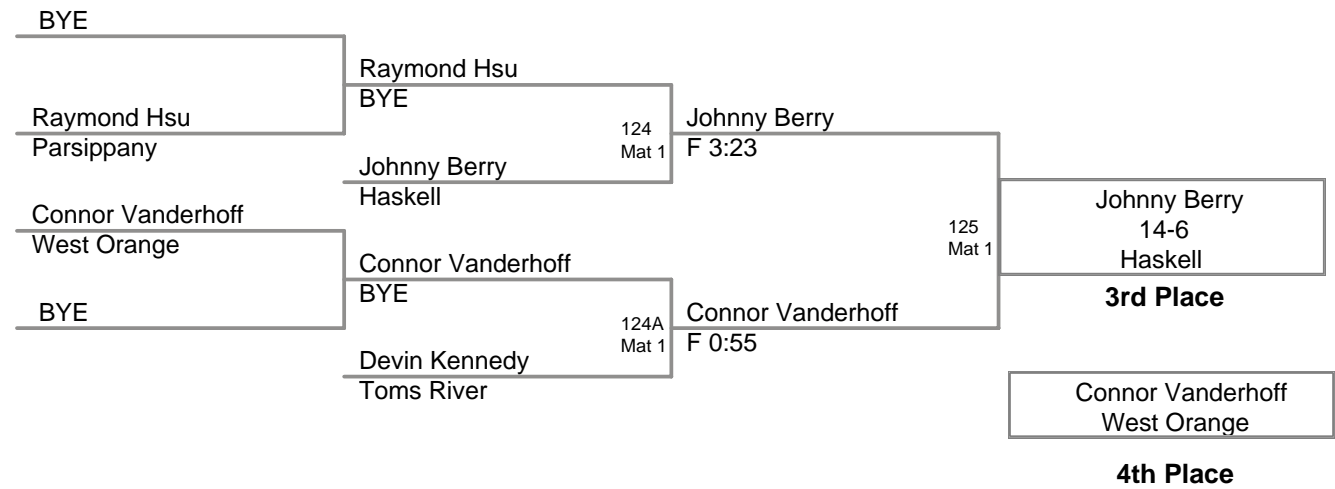 BYE
Raymond Hsu
Parsippany
Connor Vanderhoff
West Orange
BYE
Raymond Hsu
BYE
124
Mat 1
Johnny Berry
Haskell
Connor Vanderhoff
BYE
124A
Mat 1
Devin Kennedy
Toms River
Johnny Berry
F 3:23
125
Mat 1
Connor Vanderhoff
F 0:55
Johnny Berry
14-6
Haskell
3rd Place
Connor Vanderhoff
West Orange
4th Place